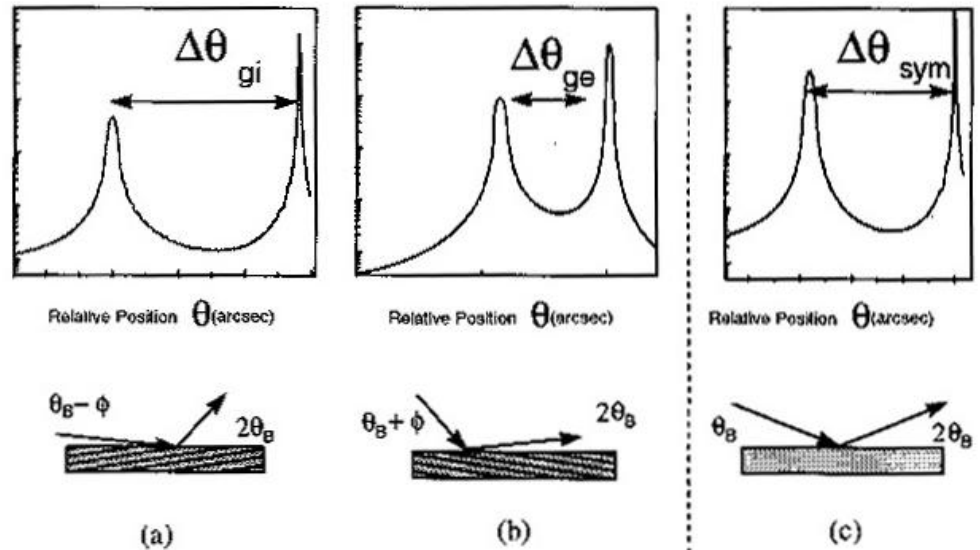 Δθ gi
Δθ ge
Δθ sym
Relative Position θ(arcsec)
Relative Position θ(arcsec)
Relative Position θ(arcsec)
θB − ϕ
2θB
θB + ϕ
2θB
θB
2θB
(a)
(b)
(c)